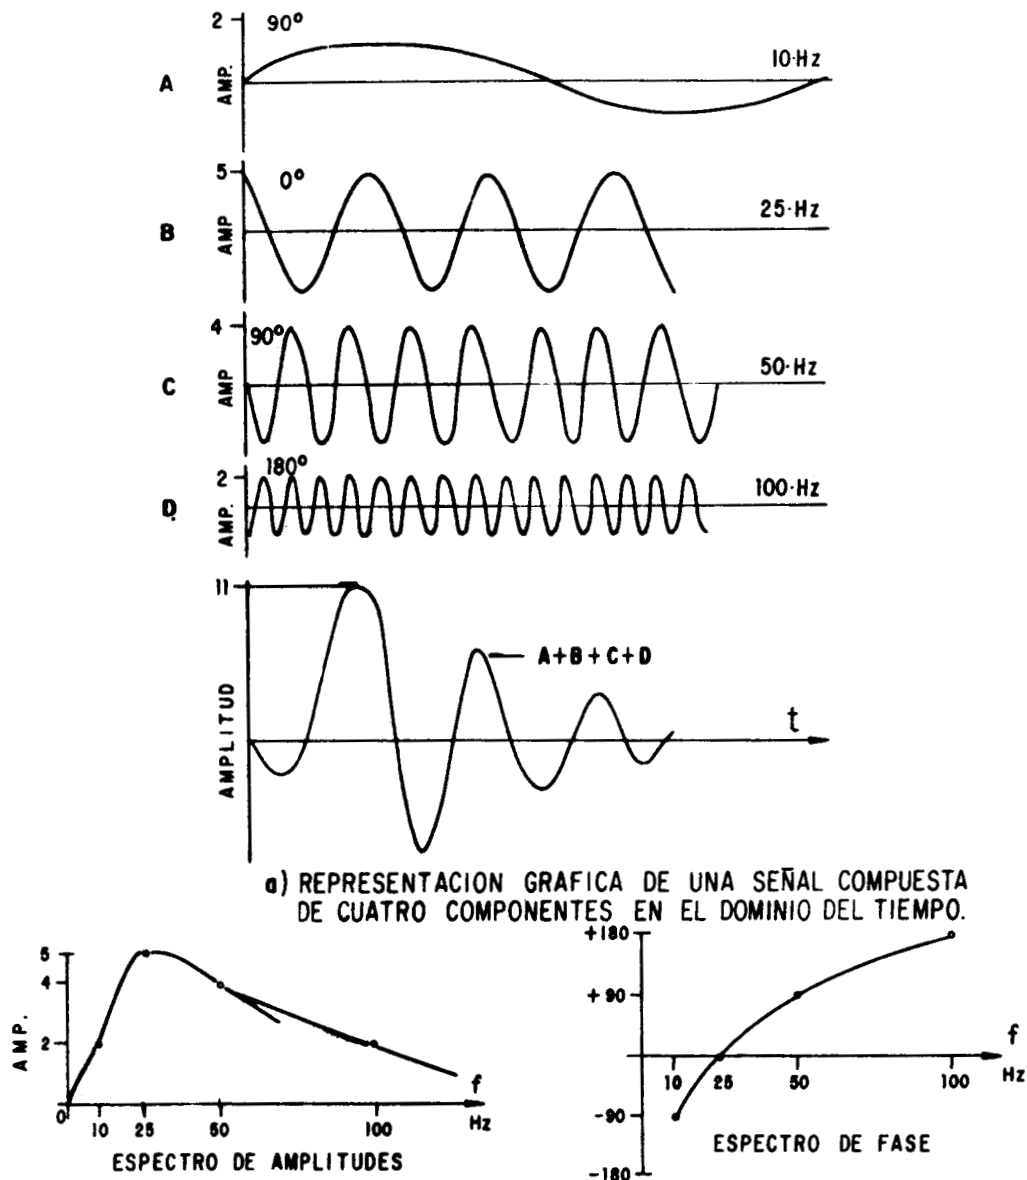 2
90°
10·Hz
A
AMP.
5
0°
25·Hz
B
AMP
4
90°
50·Hz
C
AMP
180°
2
100·Hz
D.
AMP.
11
A+B+C+D
AMPLITUD
t
a) REPRESENTACION GRAFICA DE UNA SEÑAL COMPUESTA
DE CUATRO COMPONENTES EN EL DOMINIO DEL TIEMPO.
5
4
2
AMP.
0
10
25
50
100
f
Hz
ESPECTRO DE AMPLITUDES
+180
+90
-90
-180
10
25
50
100
f
Hz
ESPECTRO DE FASE